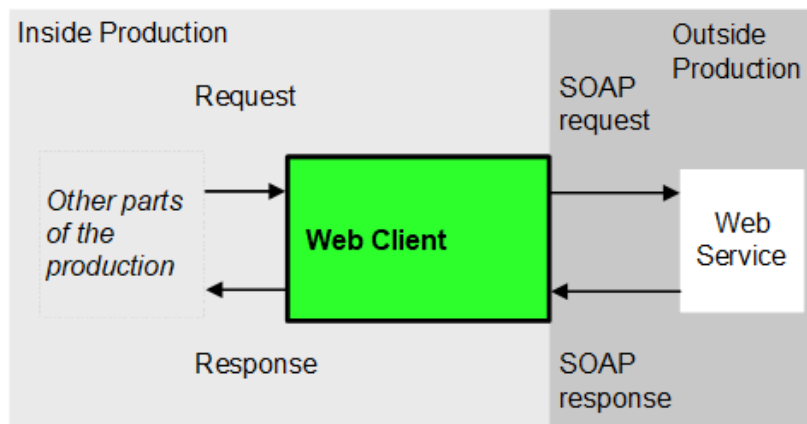 Inside Production
Outside
Production
Request
SOAP
request
Other parts
of the
production
Web Client
Web
Service
Response
SOAP
response